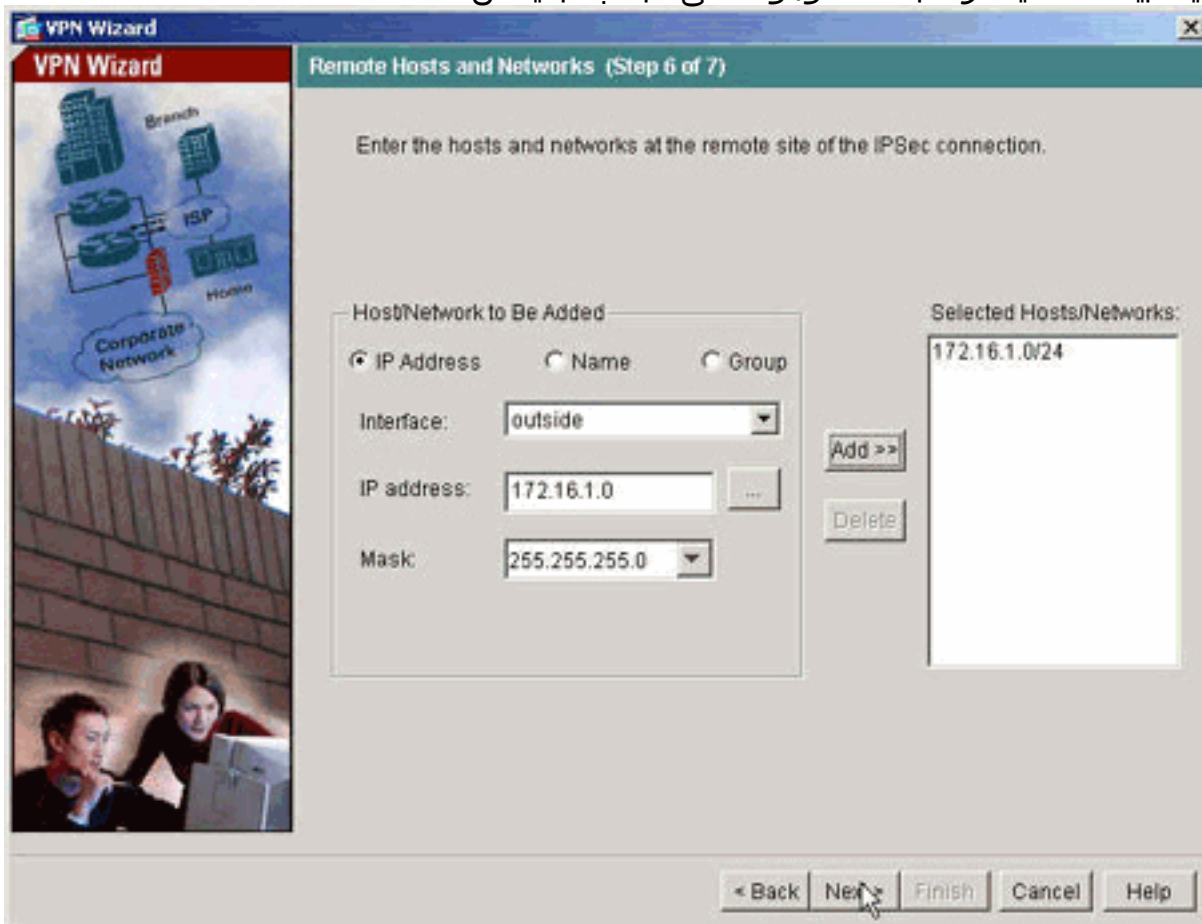 VPN Wizard
VPN Wizard
Remote Hosts and Networks (Step 6 of 7)
Branch
ISP
Home
Corporate
Network
Enter the hosts and networks at the remote site of the IPSec connection.
Host/Network to Be Added
IP Address Name Group
Interface: outside
IP address: 172.16.1.0 ...
Mask: 255.255.255.0
Add >>
Delete
Selected Hosts/Networks:
172.16.1.0/24
< Back Next > Finish Cancel Help